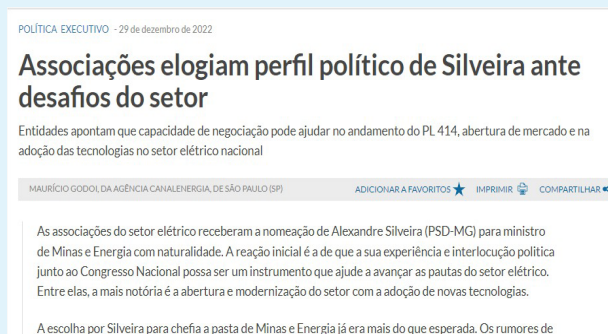 POLÍTICA EXECUTIVO - 29 de dezembro de 2022
Associações elogiam perfil político de Silveira ante
desafios do setor
Entidades apontam que capacidade de negociação pode ajudar no andamento do PL 414, abertura de mercado e na
adoção das tecnologias no setor elétrico nacional
MAURÍCIO GODOI, DA AGÊNCIA CANALENERGIA, DE SÃO PAULO (SP) ADICIONAR A FAVORITOS IMPRIMIR COMPARTILHAR
As associações do setor elétrico receberam a nomeação de Alexandre Silveira (PSD-MG) para ministro
de Minas e Energia com naturalidade. A reação inicial é a de que a sua experiência e interlocução politica
junto ao Congresso Nacional possa ser um instrumento que ajude a avançar as pautas do setor elétrico.
Entre elas, a mais notória é a abertura e modernização do setor com a adoção de novas tecnologias.
A escolha por Silveira para chefia a pasta de Minas e Energia já era mais do que esperada. Os rumores de